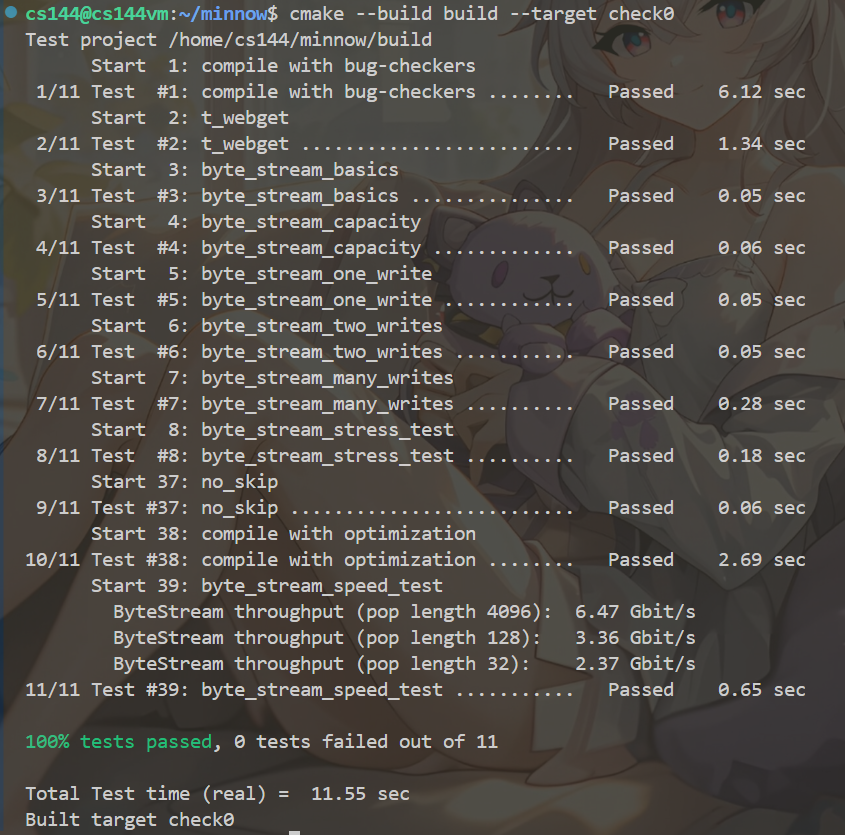 cs144@cs144vm:~/minnow$ cmake --build build --target check0
Test project /home/cs144/minnow/build
      Start  1: compile with bug-checkers
 1/11 Test  #1: compile with bug-checkers ........   Passed    6.12 sec
      Start  2: t_webget
 2/11 Test  #2: t_webget .........................   Passed    1.34 sec
      Start  3: byte_stream_basics
 3/11 Test  #3: byte_stream_basics ...............   Passed    0.05 sec
      Start  4: byte_stream_capacity
 4/11 Test  #4: byte_stream_capacity .............   Passed    0.06 sec
      Start  5: byte_stream_one_write
 5/11 Test  #5: byte_stream_one_write ............   Passed    0.05 sec
      Start  6: byte_stream_two_writes
 6/11 Test  #6: byte_stream_two_writes ...........   Passed    0.05 sec
      Start  7: byte_stream_many_writes
 7/11 Test  #7: byte_stream_many_writes ..........   Passed    0.28 sec
      Start  8: byte_stream_stress_test
 8/11 Test  #8: byte_stream_stress_test ..........   Passed    0.18 sec
      Start 37: no_skip
 9/11 Test #37: no_skip ..........................   Passed    0.06 sec
      Start 38: compile with optimization
10/11 Test #38: compile with optimization ........   Passed    2.69 sec
      Start 39: byte_stream_speed_test
        ByteStream throughput (pop length 4096):  6.47 Gbit/s
        ByteStream throughput (pop length 128):   3.36 Gbit/s
        ByteStream throughput (pop length 32):    2.37 Gbit/s
11/11 Test #39: byte_stream_speed_test ...........   Passed    0.65 sec

100% tests passed, 0 tests failed out of 11

Total Test time (real) =  11.55 sec
Built target check0